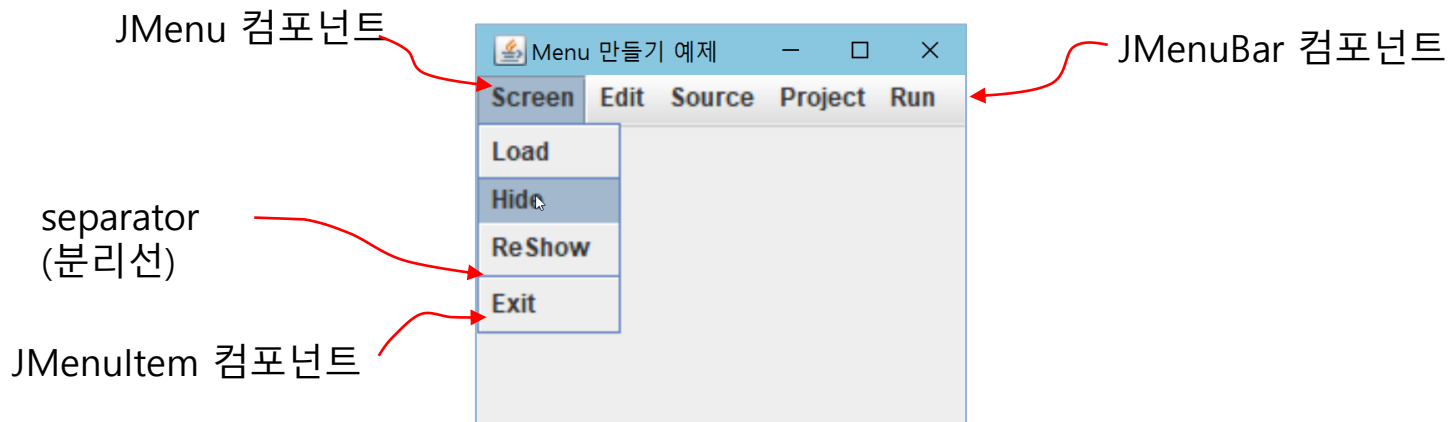 JMenu 컴포넌트
Menu 만들기 예제
JMenuBar 컴포넌트
Screen Edit Source Project Run
Load
Hide
ReShow
separator
(분리선)
Exit
JMenuItem 컴포넌트